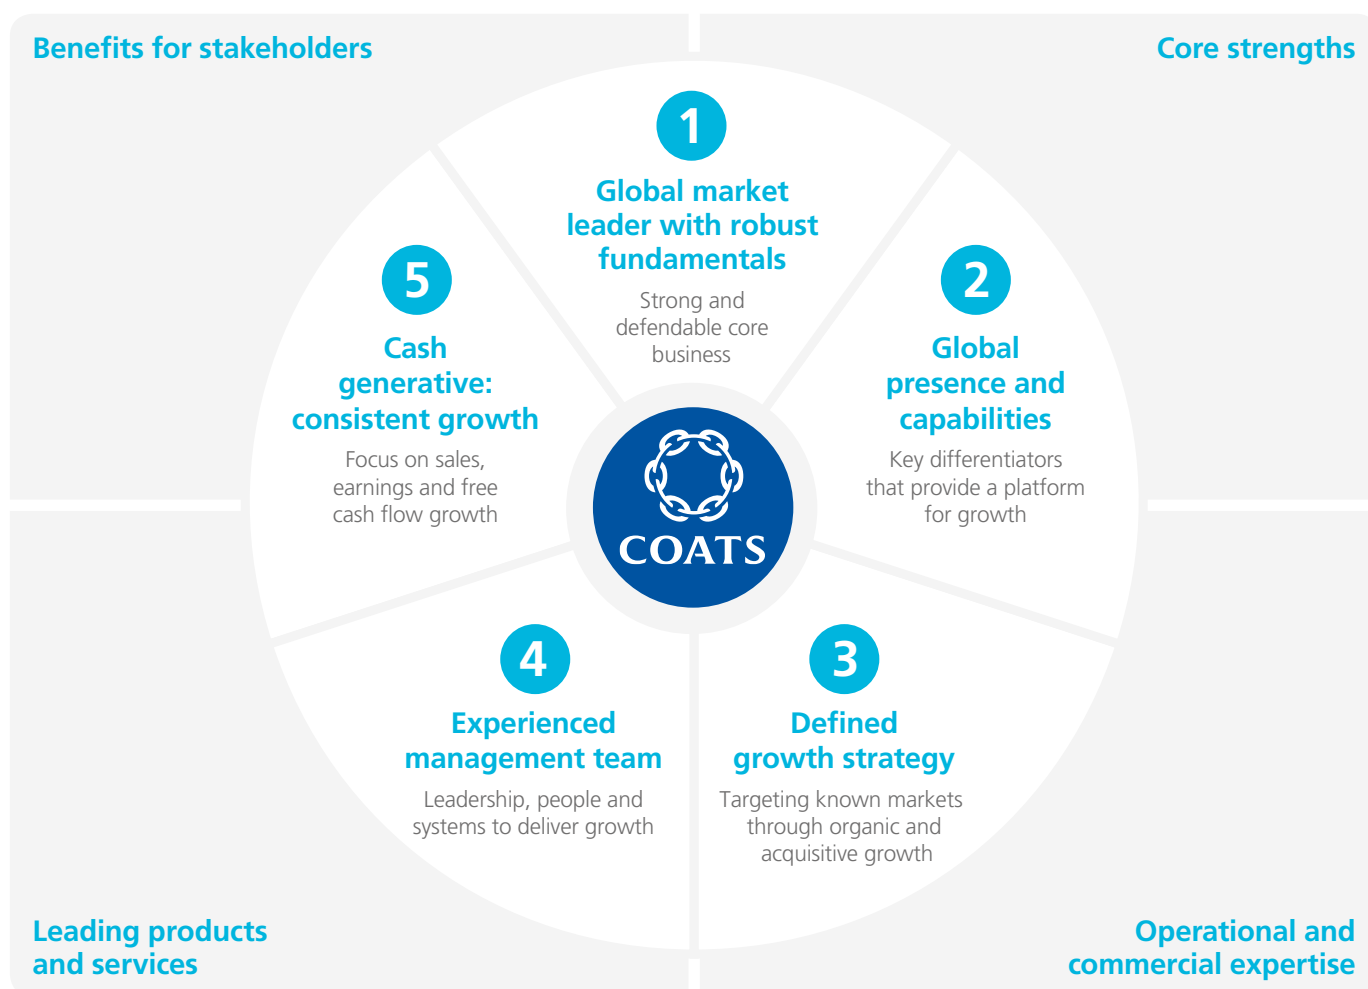 Benefits for stakeholders
Core strengths
1
Global market
leader with robust
fundamentals
Strong and
defendable core
business
2
Global
presence and
capabilities
Key differentiators
that provide a platform
for growth
3
Defined
growth strategy
Targeting known markets
through organic and
acquisitive growth
4
Experienced
management team
Leadership, people and
systems to deliver growth
5
Cash
generative:
consistent growth
Focus on sales,
earnings and free
cash flow growth
COATS
Leading products
and services
Operational and
commercial expertise